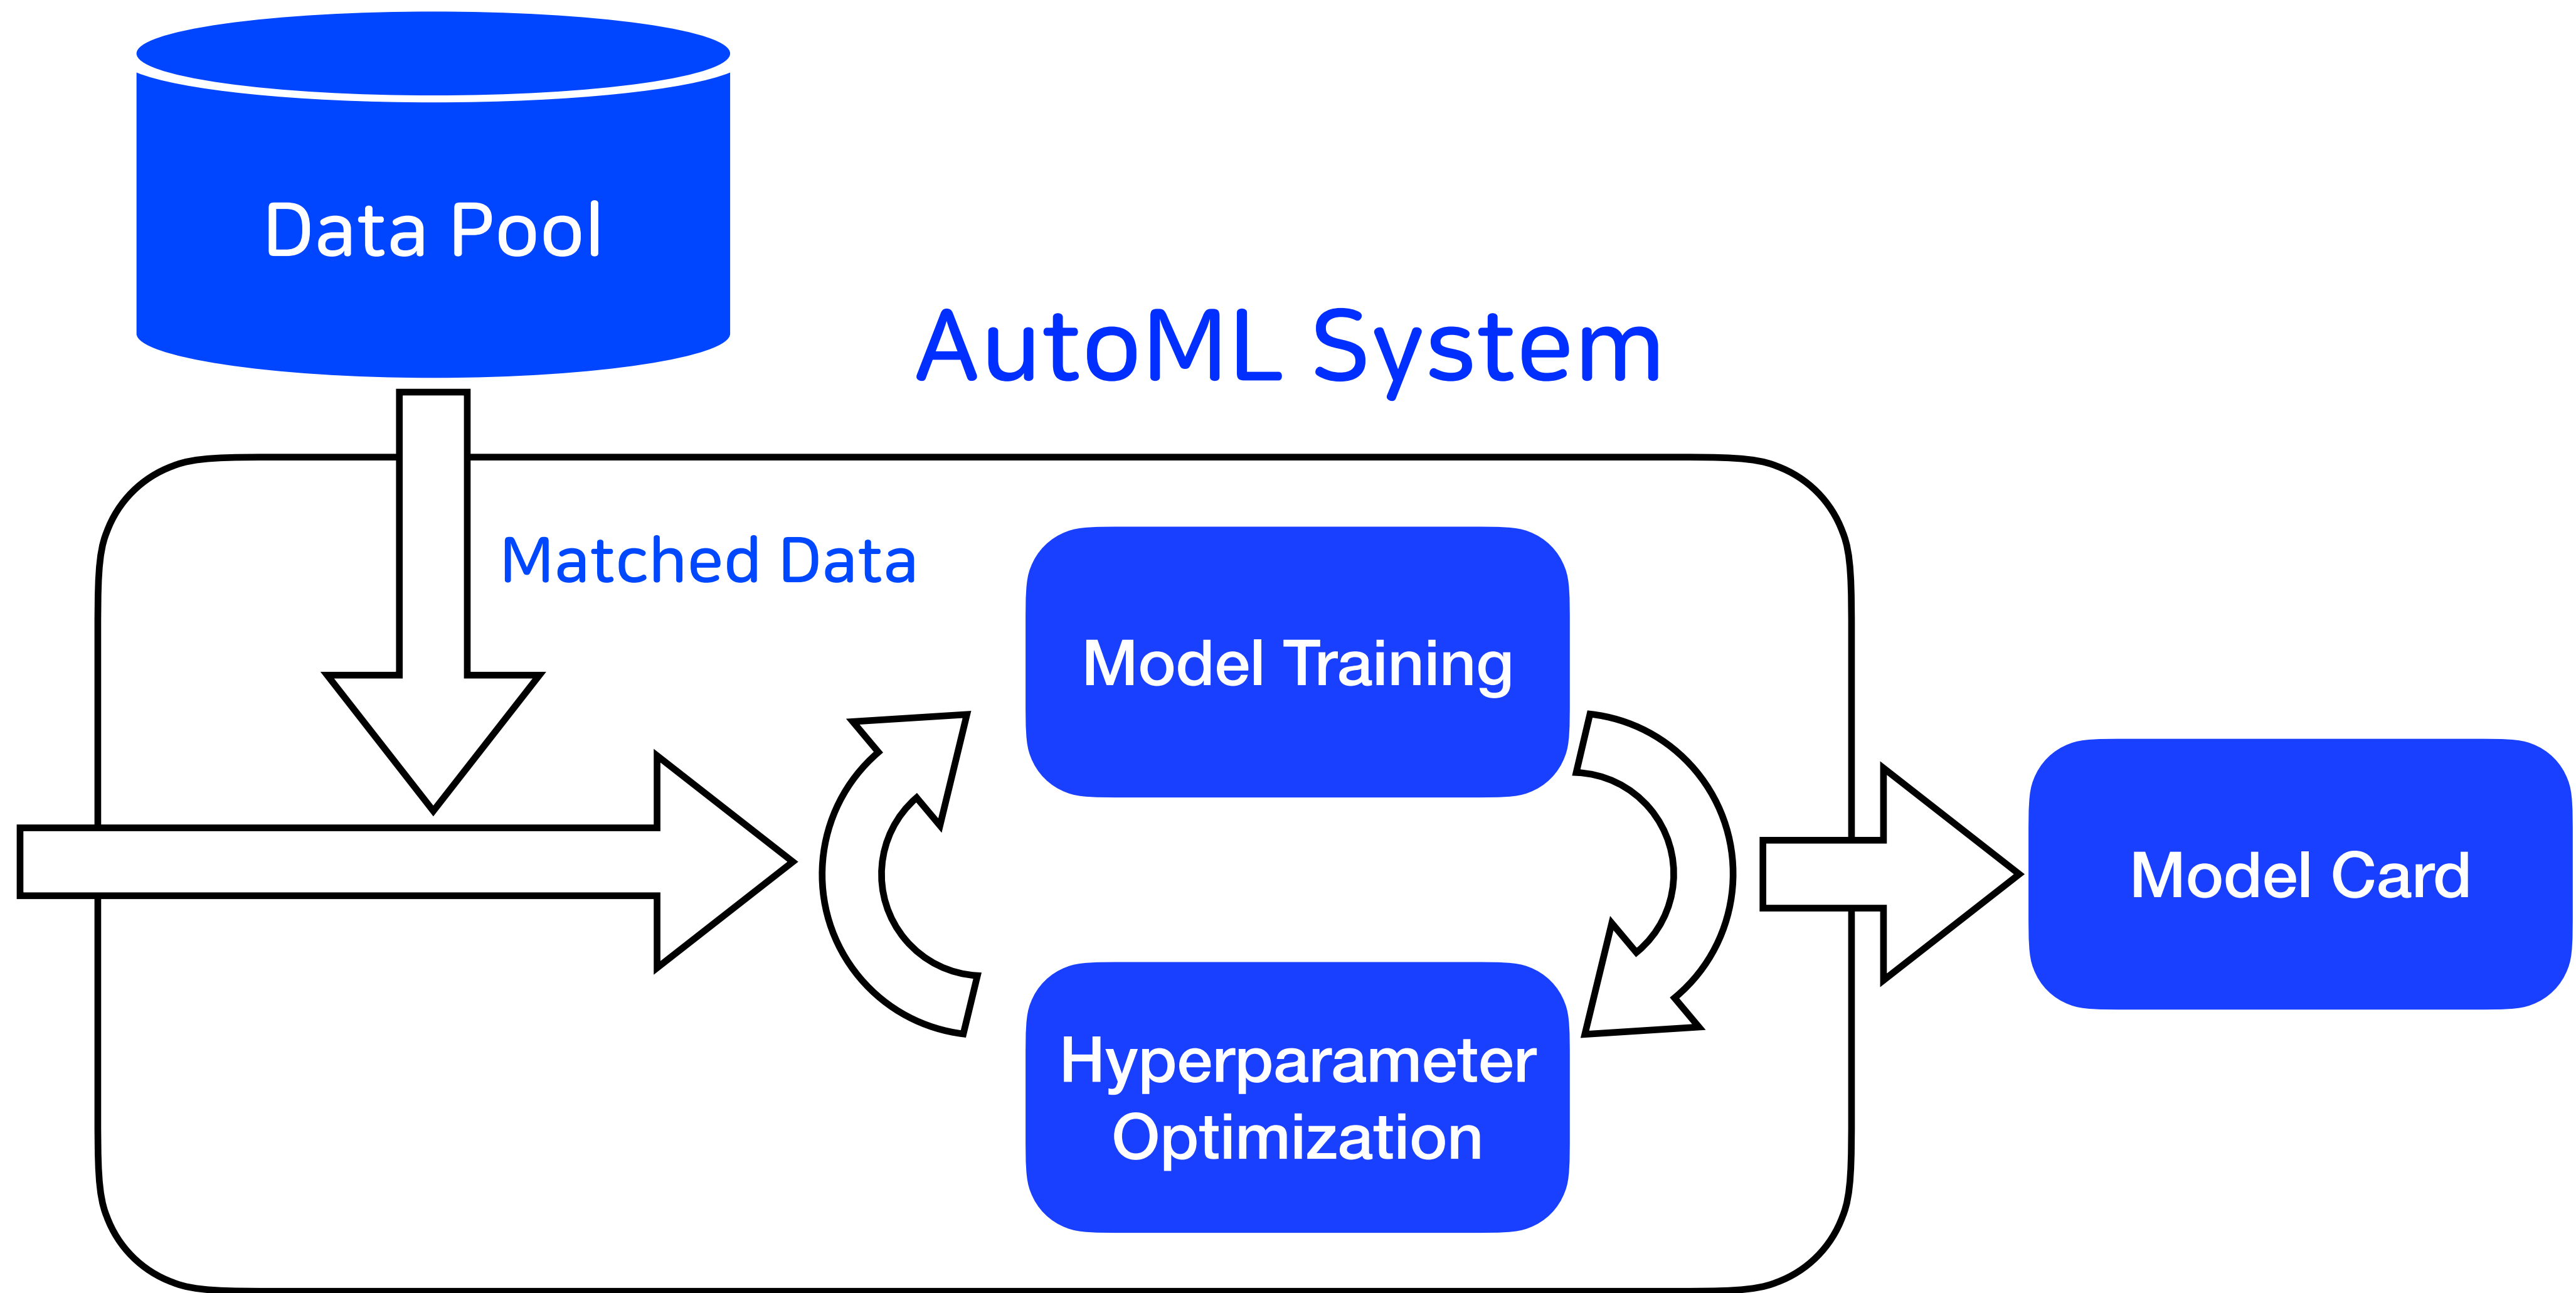 Data Pool
AutoML System
Matched Data
Model Training
Model Card
Hyperparameter
Optimization